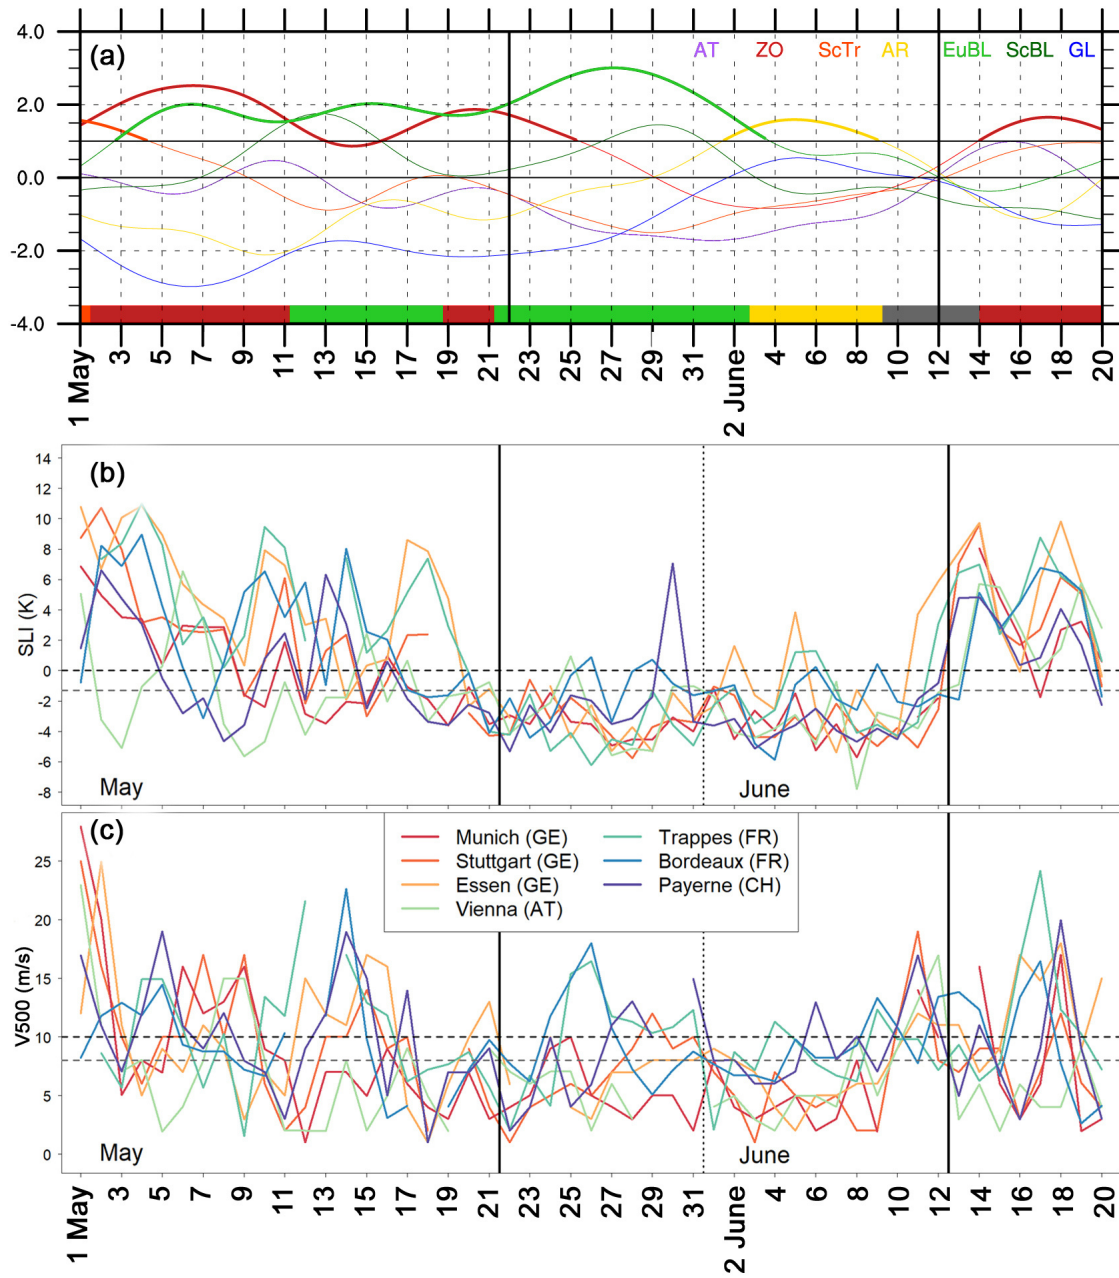 (a)
AT ZO ScTr AR EuBL ScBL GL
4.0
2.0
0.0
-2.0
-4.0
1 May 3 5 7 9 11 13 15 17 19 21 23 25 27 29 31 2 June 4 6 8 10 12 14 16 18 20
(b)
SLI (K)
14
12
10
8
6
4
2
0
-2
-4
-6
-8
May June
(c)
V500 (m/s)
25
20
15
10
5
0
Munich (GE) Trappes (FR)
Stuttgart (GE) Bordeaux (FR)
Essen (GE) Payerne (CH)
Vienna (AT)
May June
1 May 3 5 7 9 11 13 15 17 19 21 23 25 27 29 31 2 June 4 6 8 10 12 14 16 18 20